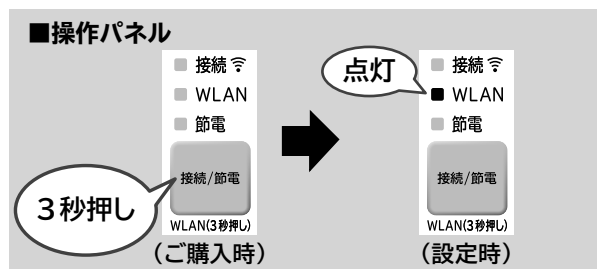 ■操作パネル
接続
WLAN
節電
接続/節電
WLAN(3秒押し)
3秒押し
(ご購入時)
点灯
接続
WLAN
節電
接続/節電
WLAN(3秒押し)
(設定時)